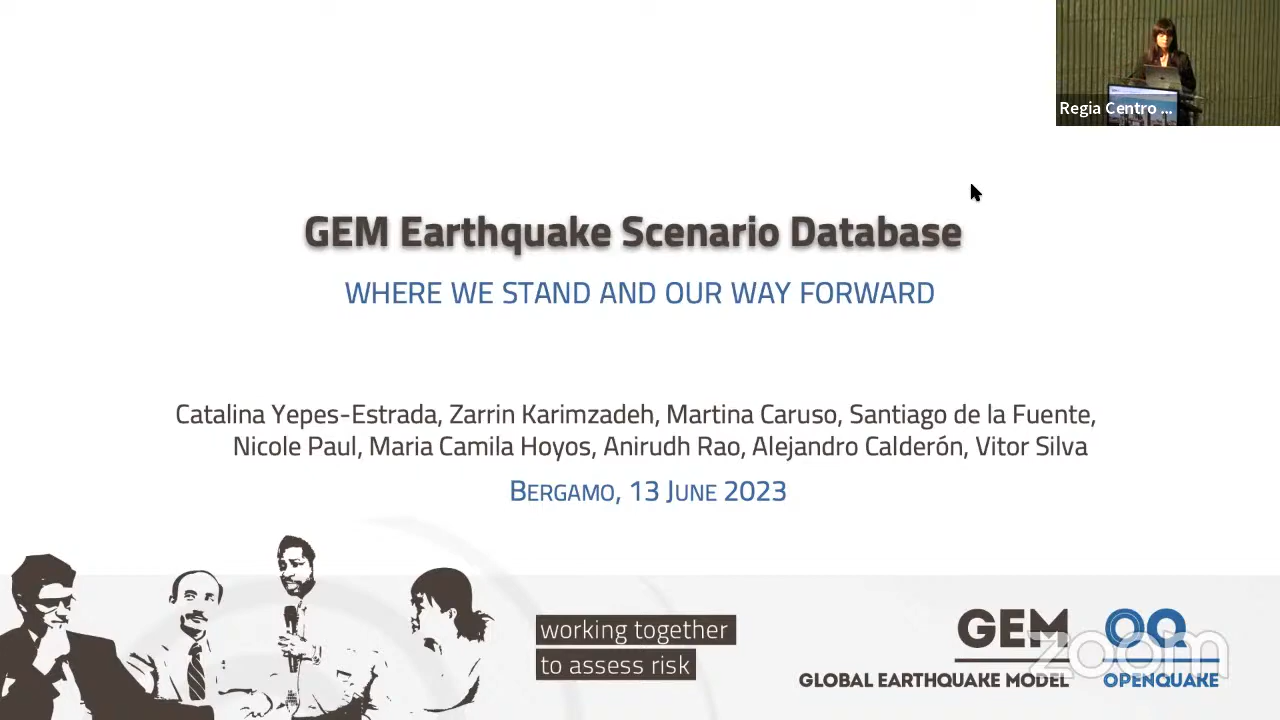 Regia Centro ...
GEM Earthquake Scenario Database
WHERE WE STAND AND OUR WAY FORWARD
Catalina Yepes-Estrada, Zarrin Karimzadeh, Martina Caruso, Santiago de la Fuente,
Nicole Paul, Maria Camila Hoyos, Anirudh Rao, Alejandro Calderón, Vitor Silva
BERGAMO, 13 JUNE 2023
working together
to assess risk
GEM
GLOBAL EARTHQUAKE MODEL
OQ
OPENQUAKE
zoom